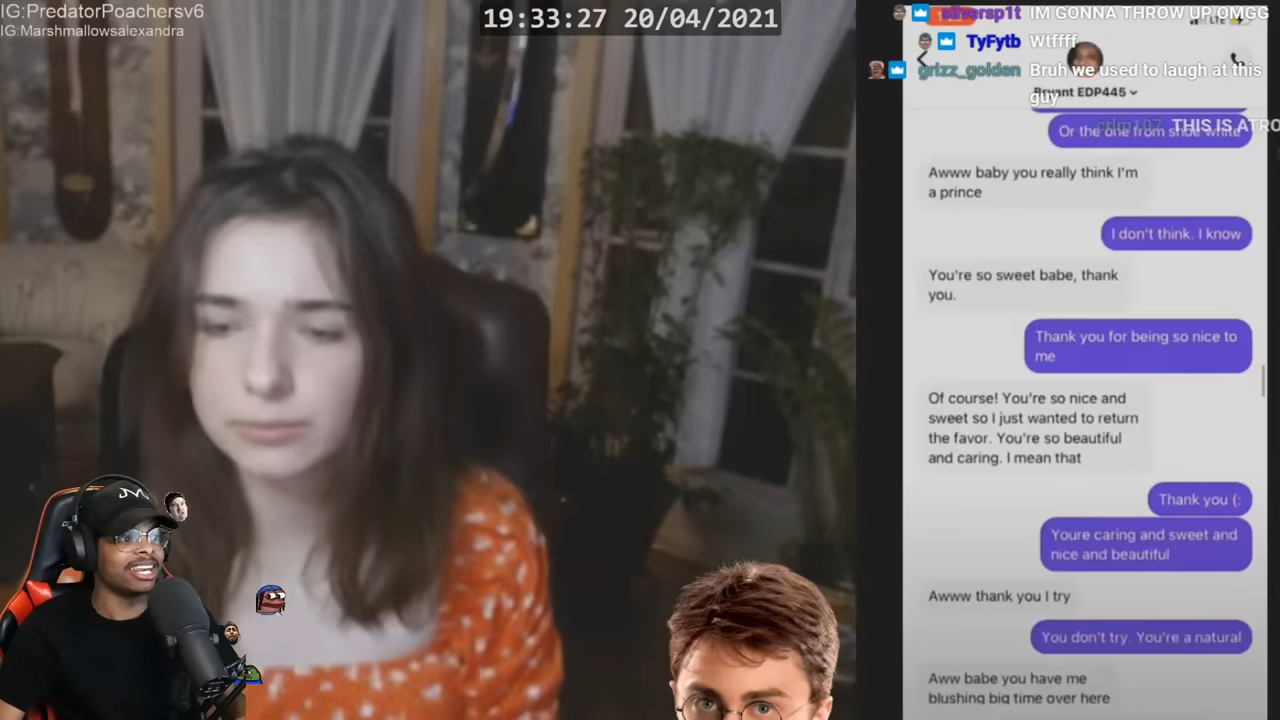 IG:PredatorPoachersv6
IG:Marshmallowsalexandra
19:33:27 20/04/2021
silversp1t IM GONNA THROW UP OMGG
TyFytb Wtffff
grizz_golden Bruh we used to laugh at this
guy
THIS IS ATRO
LTE
Bryant EDP445
Or the one from snow white
Awww baby you really think I'm
a prince
I don't think. I know
You're so sweet babe, thank
you.
Thank you for being so nice to
me
Of course! You're so nice and
sweet so I just wanted to return
the favor. You're so beautiful
and caring. I mean that
Thank you (:
Youre caring and sweet and
nice and beautiful
Awww thank you I try
You don't try. You're a natural
Aww babe you have me
blushing big time over here